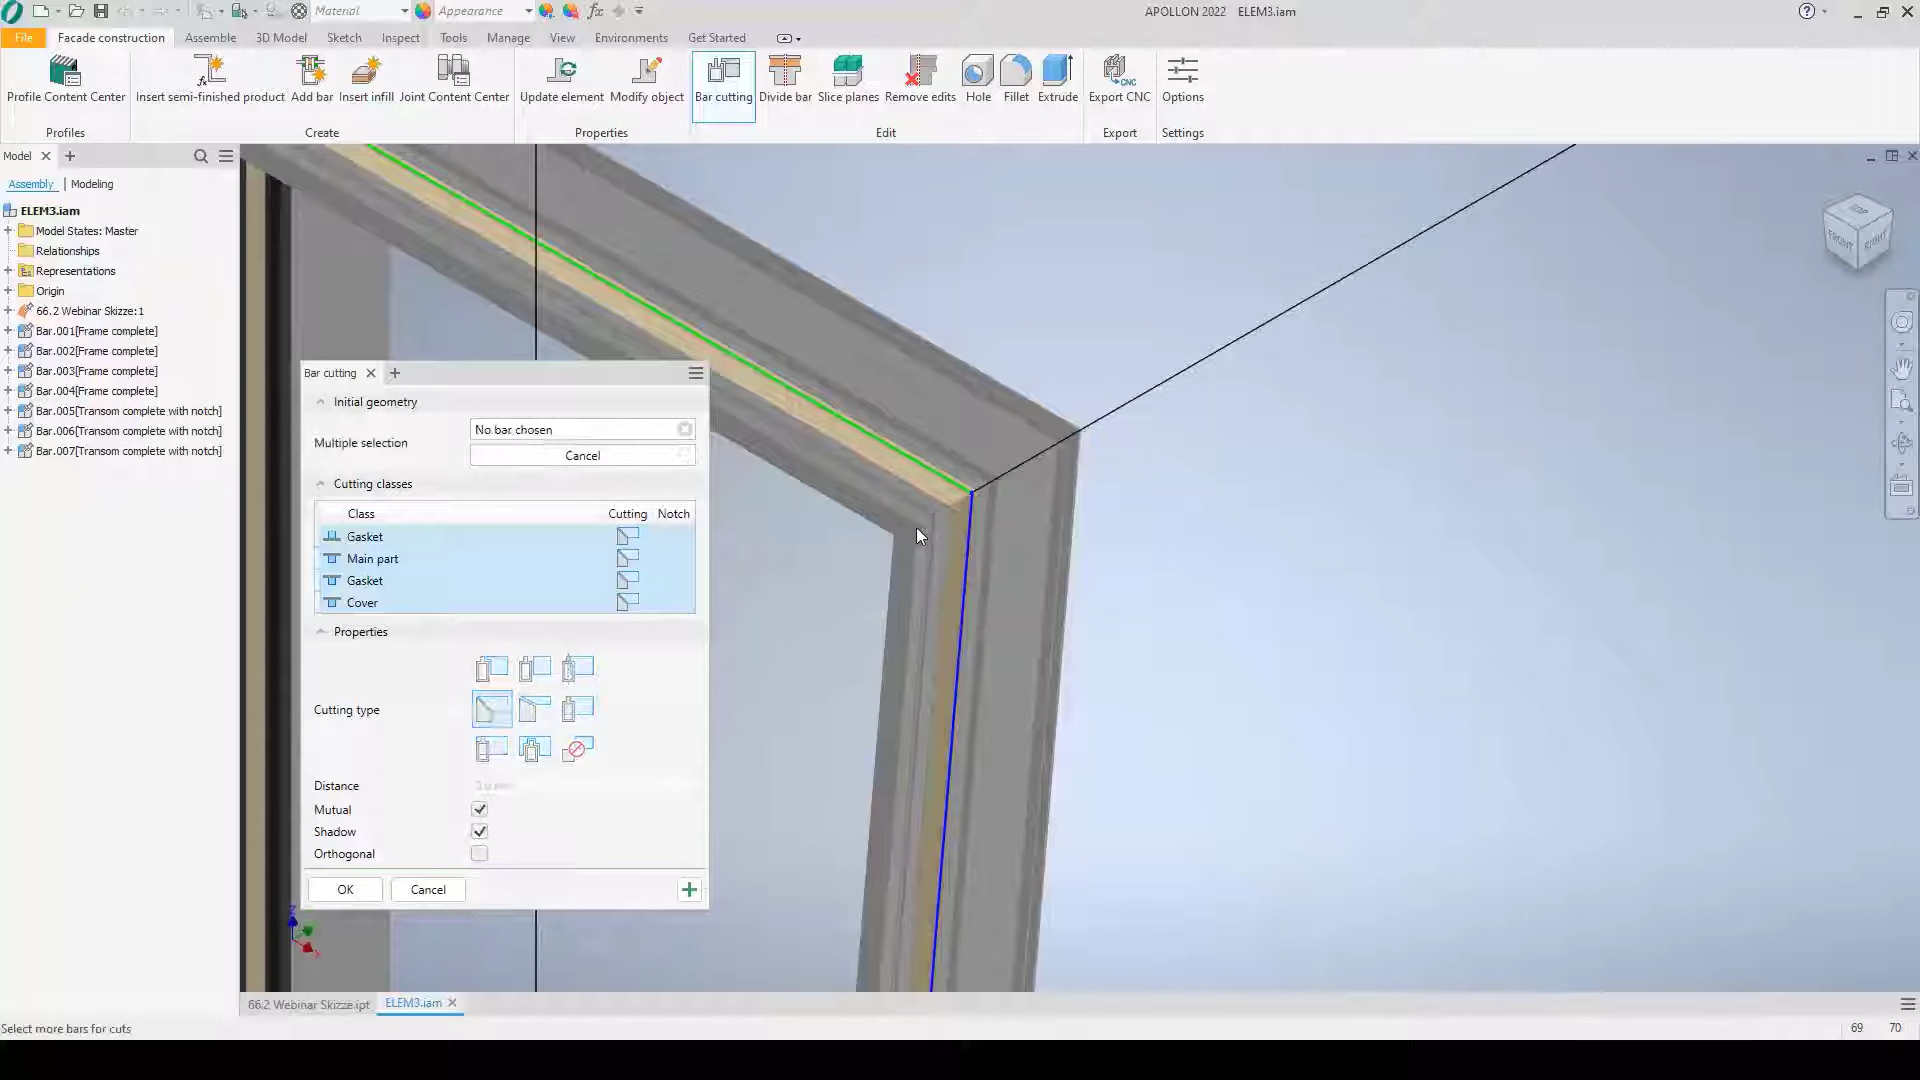 Material
Appearance
APOLLON 2022 ELEM3.iam
File
Facade construction
Assemble
3D Model
Sketch
Inspect
Tools
Manage
View
Environments
Get Started
Profile Content Center
Insert semi-finished product
Add bar
Insert infill
Joint Content Center
Update element
Modify object
Bar cutting
Divide bar
Slice planes
Remove edits
Hole
Fillet
Extrude
Export CNC
Options
Profiles
Create
Properties
Edit
Export
Settings
Model
Assembly
Modeling
ELEM3.iam
Model States: Master
Relationships
Representations
Origin
66.2 Webinar Skizze:1
Bar.001[Frame complete]
Bar.002[Frame complete]
Bar.003[Frame complete]
Bar.004[Frame complete]
Bar.005[Transom complete with notch]
Bar.006[Transom complete with notch]
Bar.007[Transom complete with notch]
TOP
FRONT
RIGHT
Bar cutting
Initial geometry
Multiple selection
No bar chosen
Cancel
Cutting classes
Class Cutting Notch
Gasket
Main part
Gasket
Cover
Properties
Cutting type
Distance
Mutual
Shadow
Orthogonal
OK
Cancel
66.2 Webinar Skizze.ipt
ELEM3.iam
Select more bars for cuts
69 70